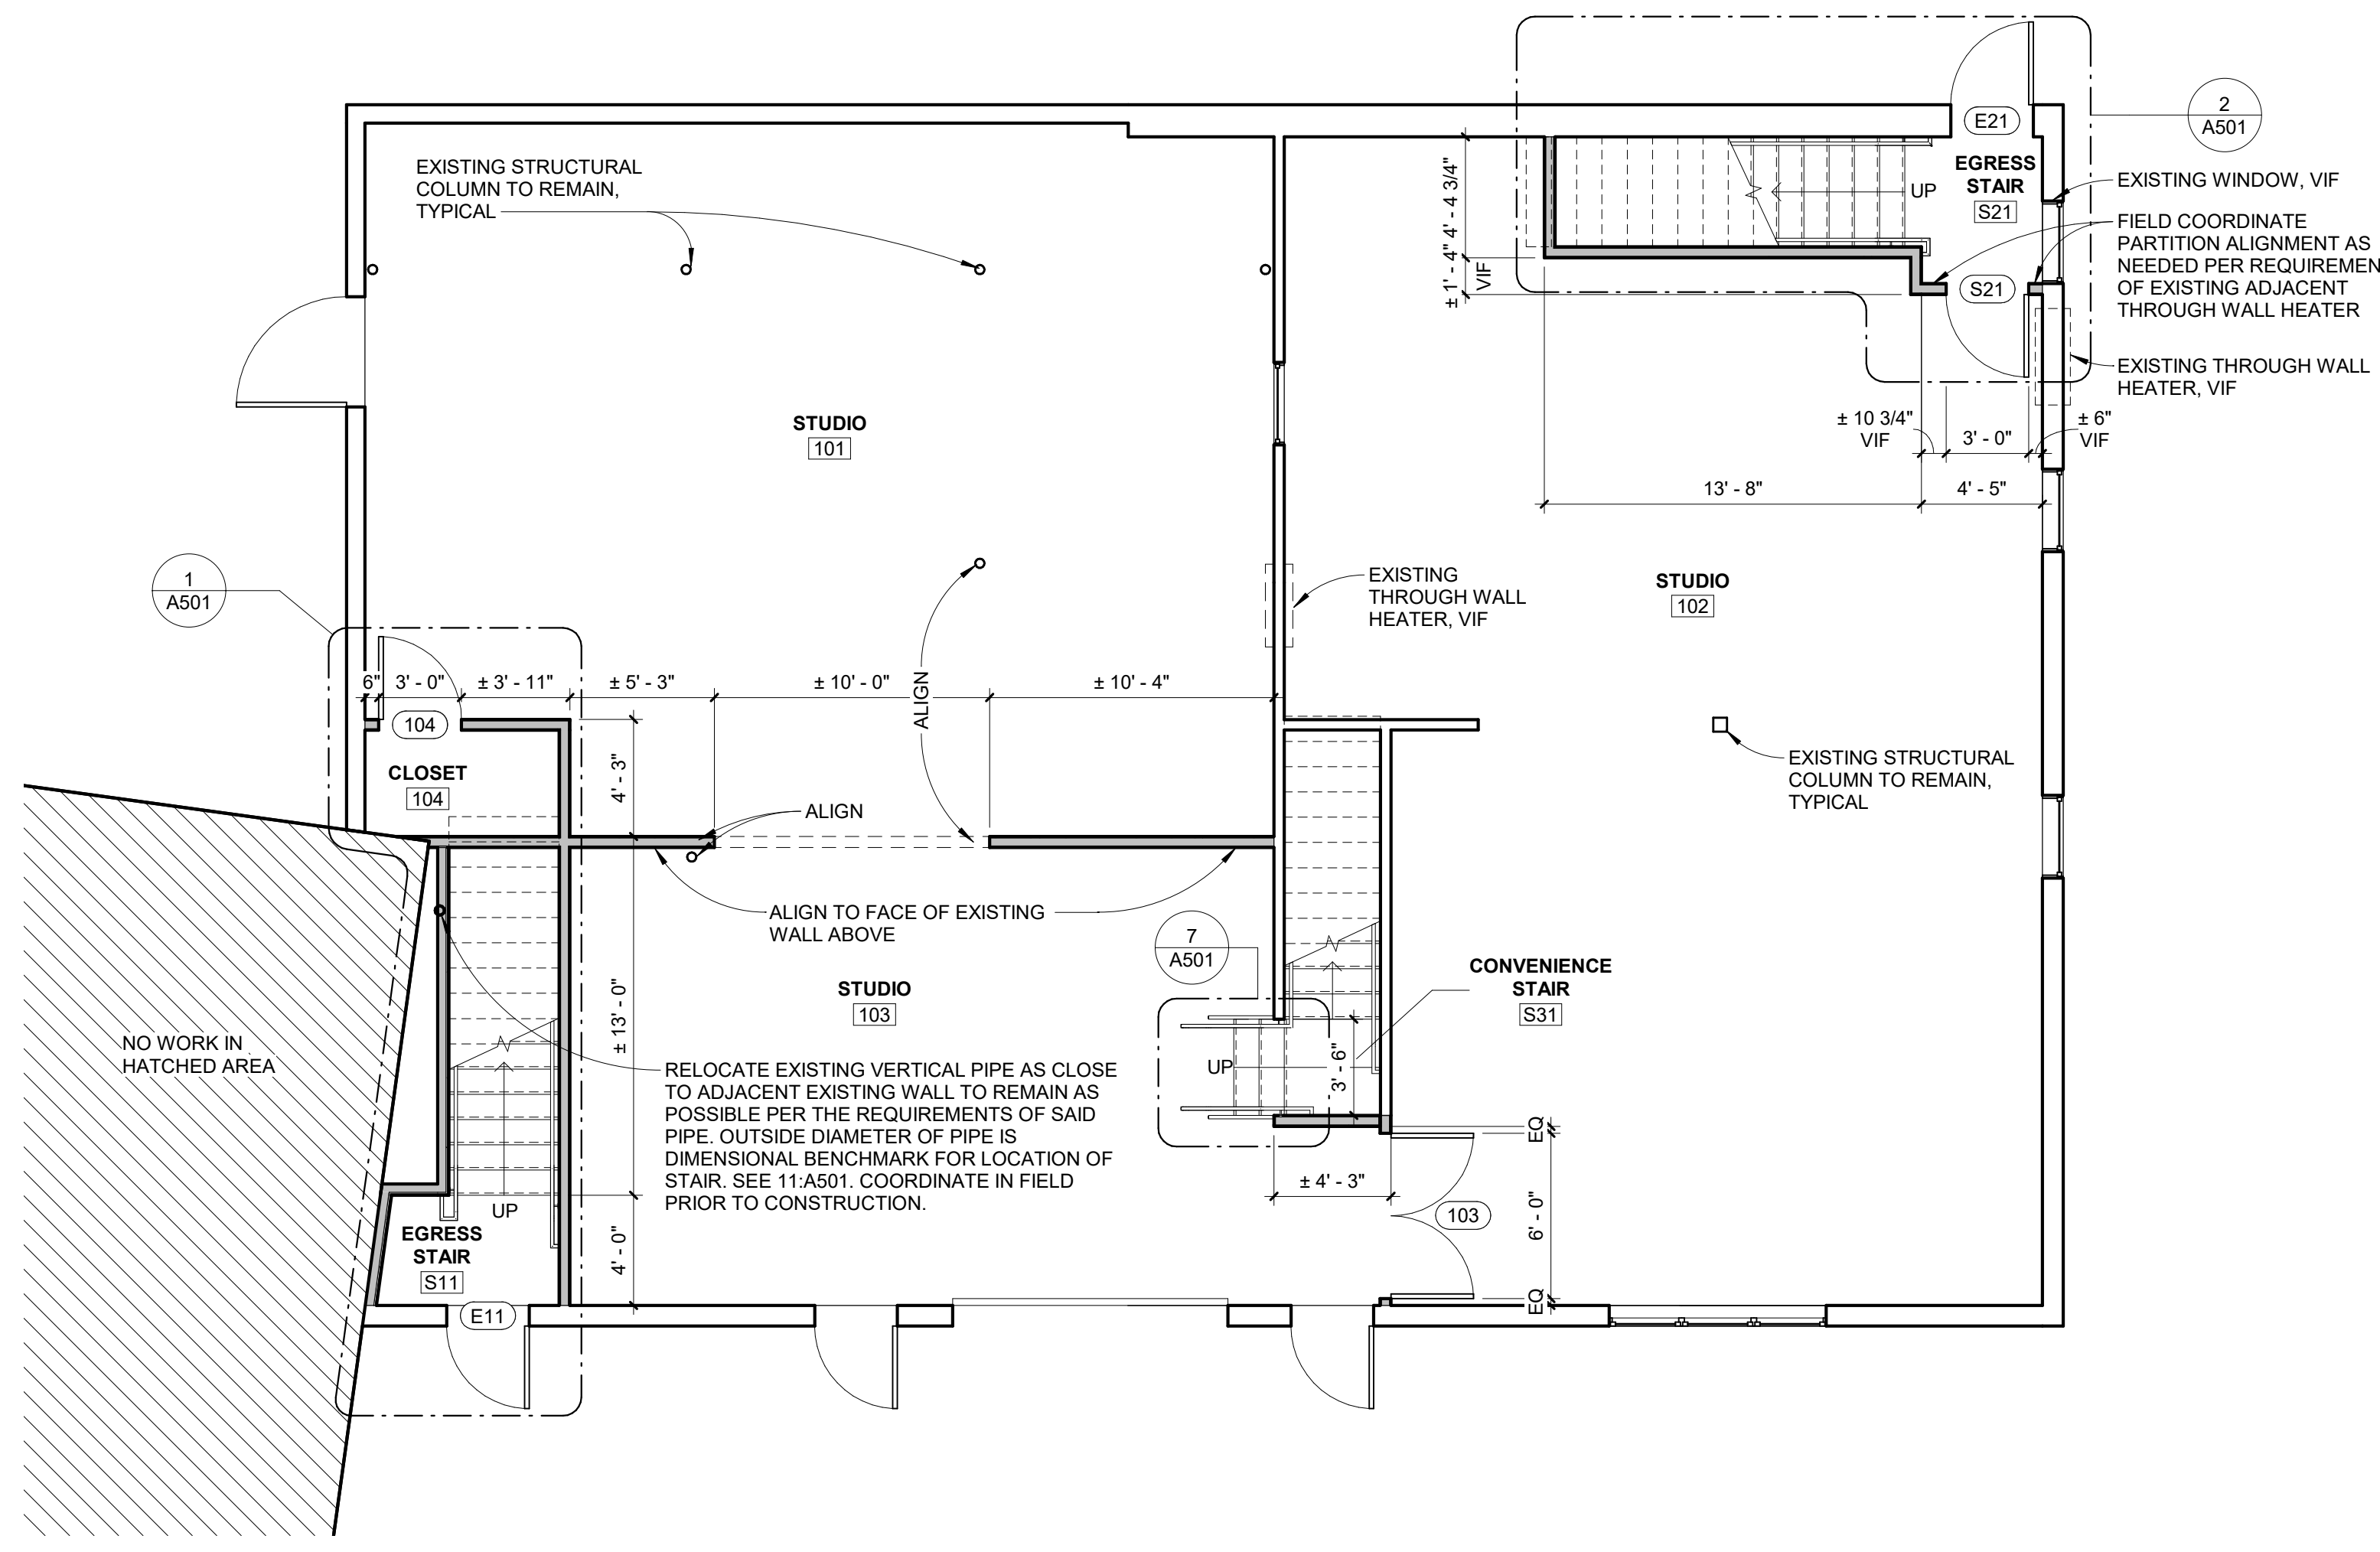 2
A501
E21
EGRESS
STAIR
S21
UP
EXISTING WINDOW, VIF
FIELD COORDINATE
PARTITION ALIGNMENT AS
NEEDED PER REQUIREMEN
OF EXISTING ADJACENT
THROUGH WALL HEATER
S21
EXISTING THROUGH WALL
HEATER, VIF
4' - 4 3/4"
± 1' - 4"
VIF
± 10 3/4"
VIF
3' - 0"
± 6"
VIF
13' - 8"
4' - 5"
EXISTING STRUCTURAL
COLUMN TO REMAIN,
TYPICAL
STUDIO
101
1
A501
EXISTING
THROUGH WALL
HEATER, VIF
STUDIO
102
6"
3' - 0"
± 3' - 11"
± 5' - 3"
± 10' - 0"
ALIGN
± 10' - 4"
104
CLOSET
104
4' - 3"
ALIGN
EXISTING STRUCTURAL
COLUMN TO REMAIN,
TYPICAL
ALIGN TO FACE OF EXISTING
WALL ABOVE
7
A501
CONVENIENCE
STAIR
S31
STUDIO
103
± 13' - 0"
NO WORK IN
HATCHED AREA
RELOCATE EXISTING VERTICAL PIPE AS CLOSE
TO ADJACENT EXISTING WALL TO REMAIN AS
POSSIBLE PER THE REQUIREMENTS OF SAID
PIPE. OUTSIDE DIAMETER OF PIPE IS
DIMENSIONAL BENCHMARK FOR LOCATION OF
STAIR. SEE 11:A501. COORDINATE IN FIELD
PRIOR TO CONSTRUCTION.
UP
3' - 6"
EQ
± 4' - 3"
103
6' - 0"
EQ
UP
EGRESS
STAIR
S11
4' - 0"
E11